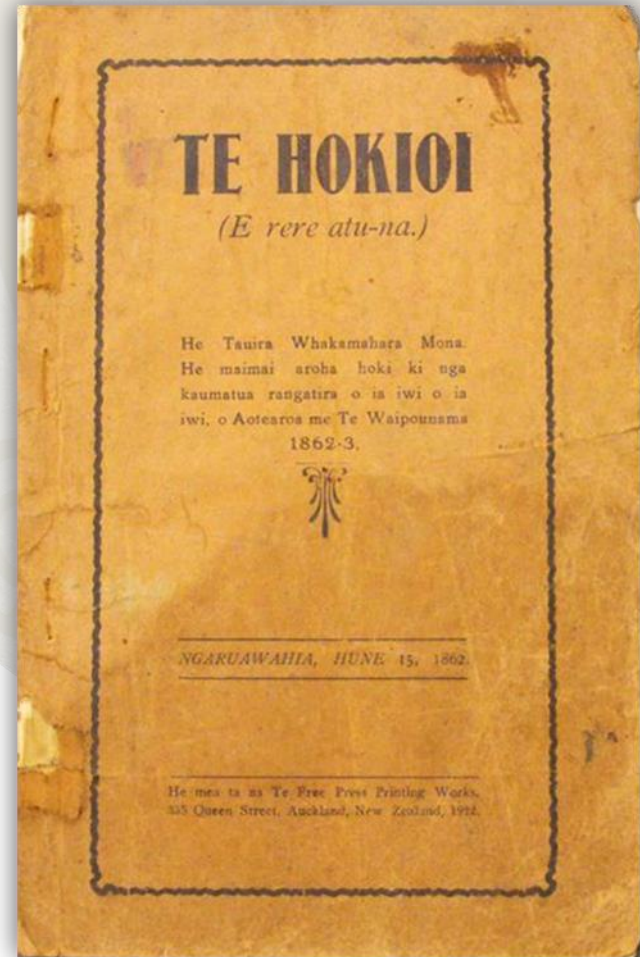 TE HOKIOI
(E rere atu-na.)
He Tauira Whakamahara Mona.
He maimai aroha hoki ki nga
kaumatua rangatira o ia iwi o ia
iwi, o Aotearoa me Te Waipounama
1862-3.
NGARUAWAHIA, HUNE 15, 1862.
He mea ta na Te Free Press Printing Works,
Queen Street, Auckland, New Zealand,